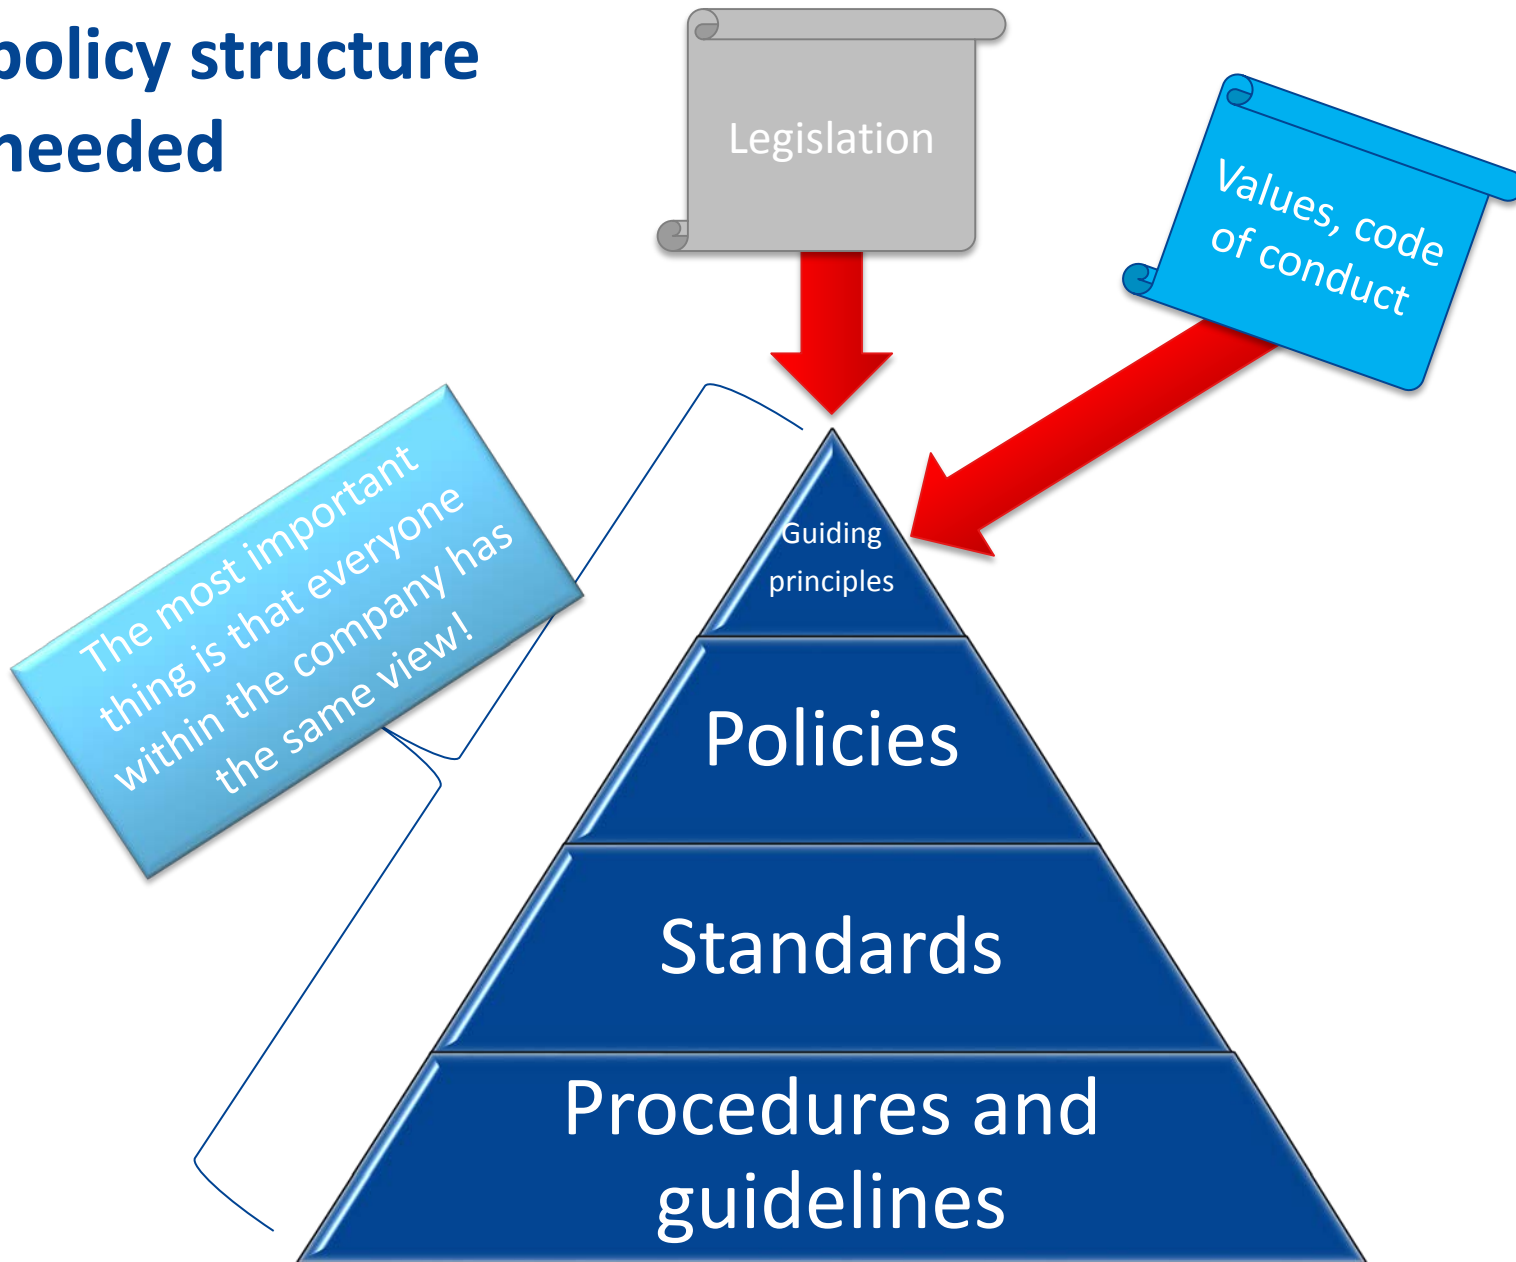 policy structure
needed
Legislation
Values, code
of conduct
The most important
thing is that everyone
within the company has
the same view!
Guiding
principles
Policies
Standards
Procedures and
guidelines